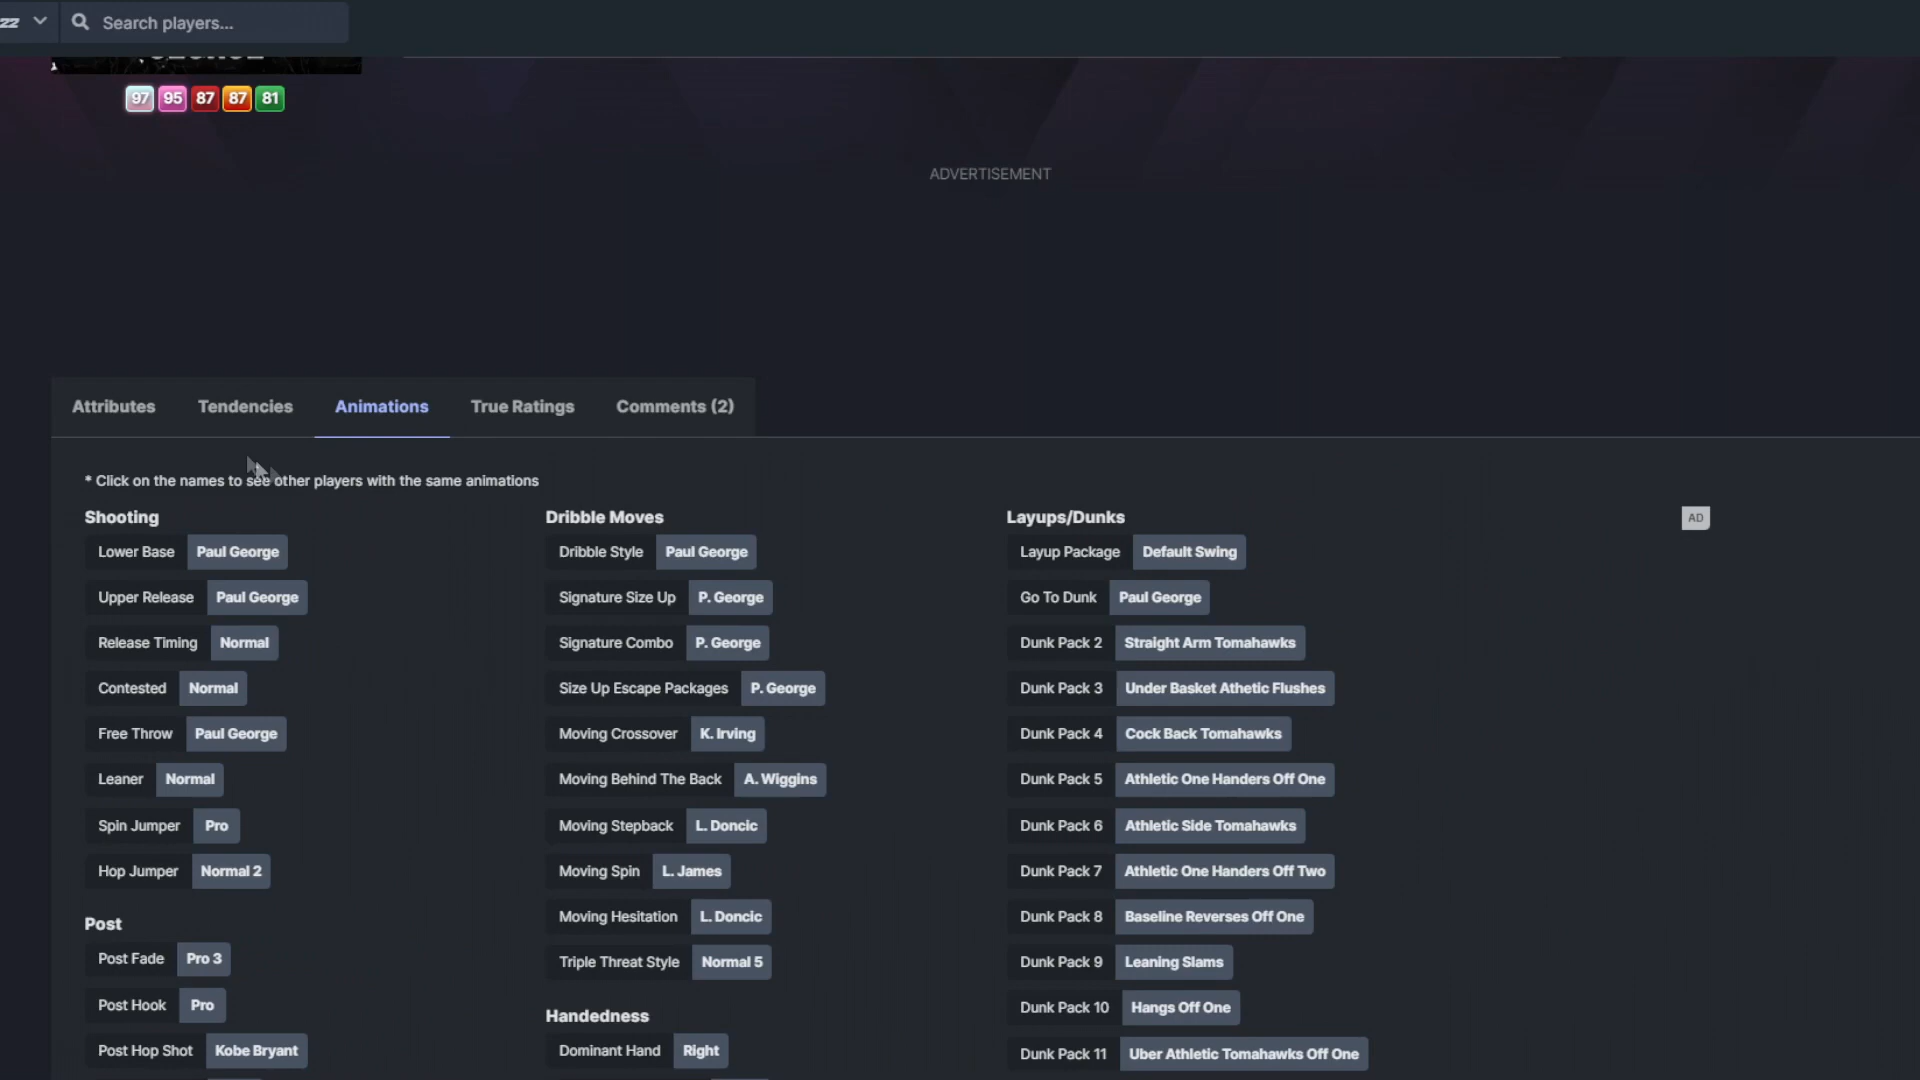 22
Search players...
97 95 87 87 81
ADVERTISEMENT
Attributes Tendencies Animations True Ratings Comments (2)
* Click on the names to see other players with the same animations
Shooting
Lower Base Paul George
Upper Release Paul George
Release Timing Normal
Contested Normal
Free Throw Paul George
Leaner Normal
Spin Jumper Pro
Hop Jumper Normal 2
Post
Post Fade Pro 3
Post Hook Pro
Post Hop Shot Kobe Bryant
Dribble Moves
Dribble Style Paul George
Signature Size Up P. George
Signature Combo P. George
Size Up Escape Packages P. George
Moving Crossover K. Irving
Moving Behind The Back A. Wiggins
Moving Stepback L. Doncic
Moving Spin L. James
Moving Hesitation L. Doncic
Triple Threat Style Normal 5
Handedness
Dominant Hand Right
Layups/Dunks
Layup Package Default Swing
Go To Dunk Paul George
Dunk Pack 2 Straight Arm Tomahawks
Dunk Pack 3 Under Basket Athetic Flushes
Dunk Pack 4 Cock Back Tomahawks
Dunk Pack 5 Athletic One Handers Off One
Dunk Pack 6 Athletic Side Tomahawks
Dunk Pack 7 Athletic One Handers Off Two
Dunk Pack 8 Baseline Reverses Off One
Dunk Pack 9 Leaning Slams
Dunk Pack 10 Hangs Off One
Dunk Pack 11 Uber Athletic Tomahawks Off One
AD